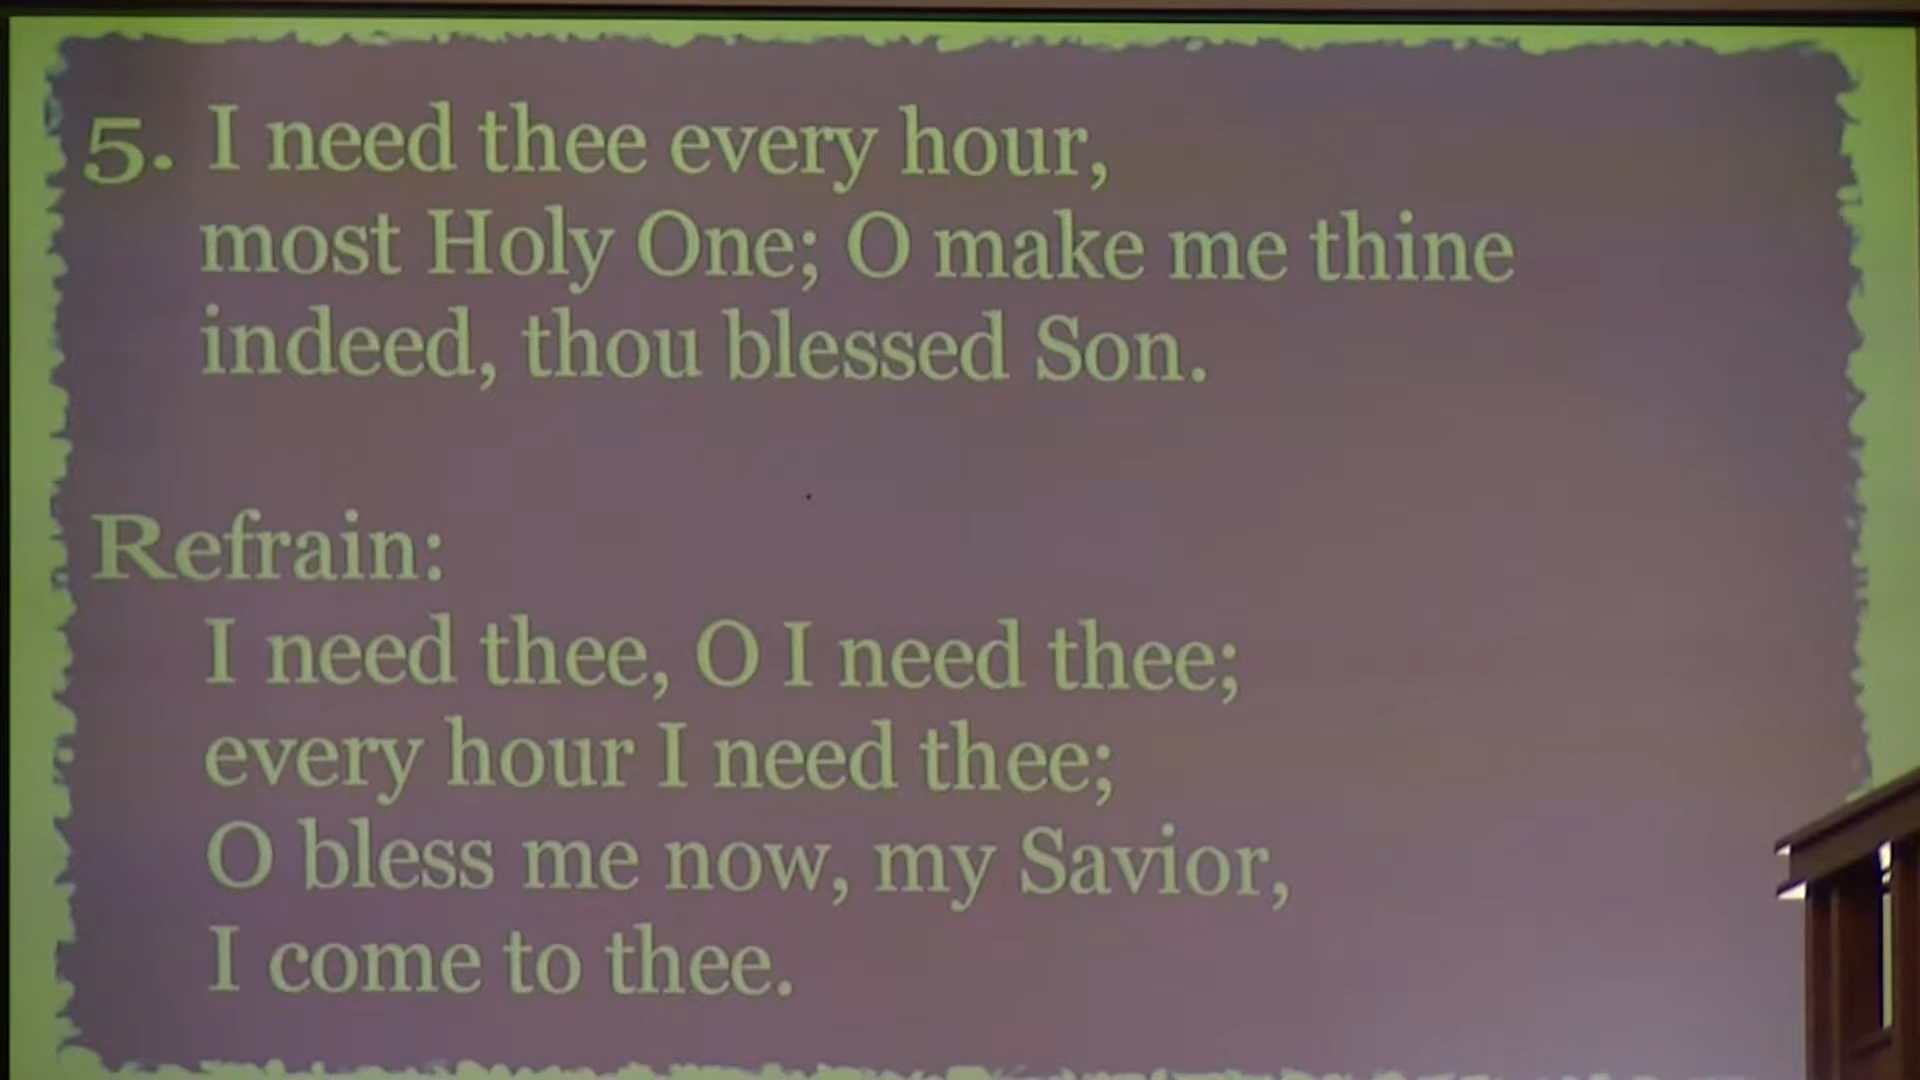 5. I need thee every hour,
most Holy One; O make me thine
indeed, thou blessed Son.
Refrain:
I need thee, O I need thee;
every hour I need thee;
O bless me now, my Savior,
I come to thee.